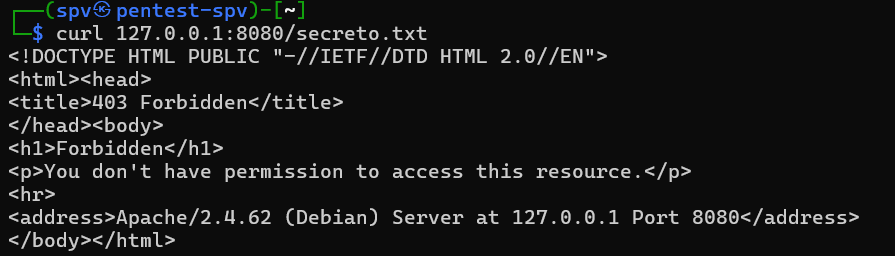 ┌──(spv㉿pentest-spv)-[~]
└─$ curl 127.0.0.1:8080/secreto.txt
<!DOCTYPE HTML PUBLIC "-//IETF//DTD HTML 2.0//EN">
<html><head>
<title>403 Forbidden</title>
</head><body>
<h1>Forbidden</h1>
<p>You don't have permission to access this resource.</p>
<hr>
<address>Apache/2.4.62 (Debian) Server at 127.0.0.1 Port 8080</address>
</body></html>